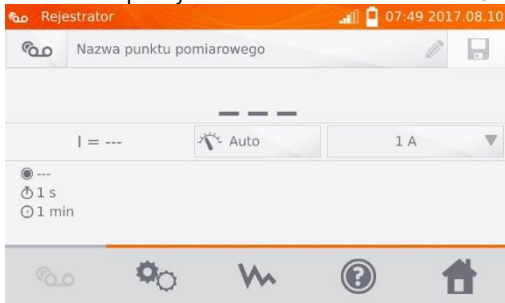 Rejestrator 07:49 2017.08.10
Nazwa punktu pomiarowego
---
I = --- Auto 1 A
---
1 s
1 min